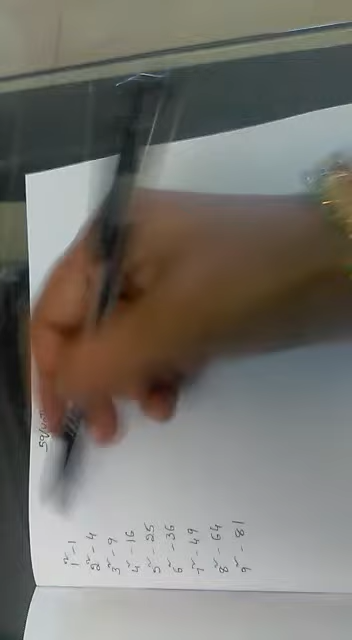 1² - 1
2² - 4
3² - 9
4² - 16
5² - 25
6² - 36
7² - 49
8² - 64
9² - 81